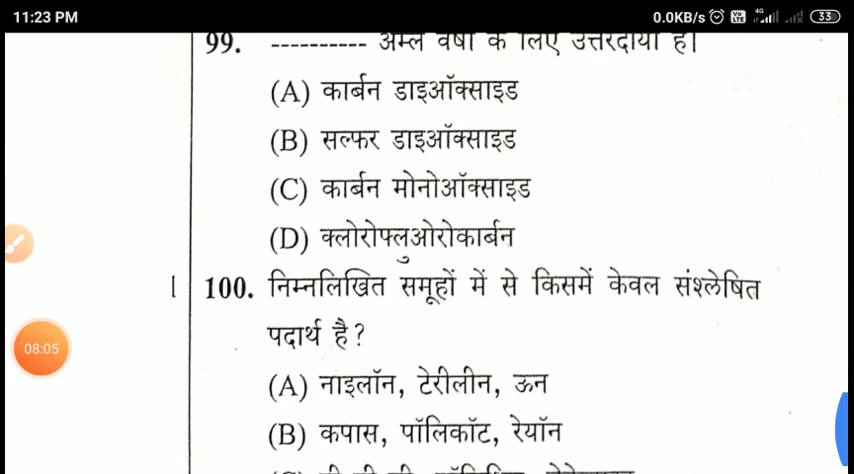 11:23 PM 0.0KB/s 4G 33
99. ---------- अम्ल वर्षा के लिए उत्तरदायी है।
(A) कार्बन डाइऑक्साइड
(B) सल्फर डाइऑक्साइड
(C) कार्बन मोनोऑक्साइड
(D) क्लोरोफ्लुओरोकार्बन
100. निम्नलिखित समूहों में से किसमें केवल संश्लेषित
पदार्थ है?
08:05
(A) नाइलॉन, टेरीलीन, ऊन
(B) कपास, पॉलिकॉट, रेयॉन